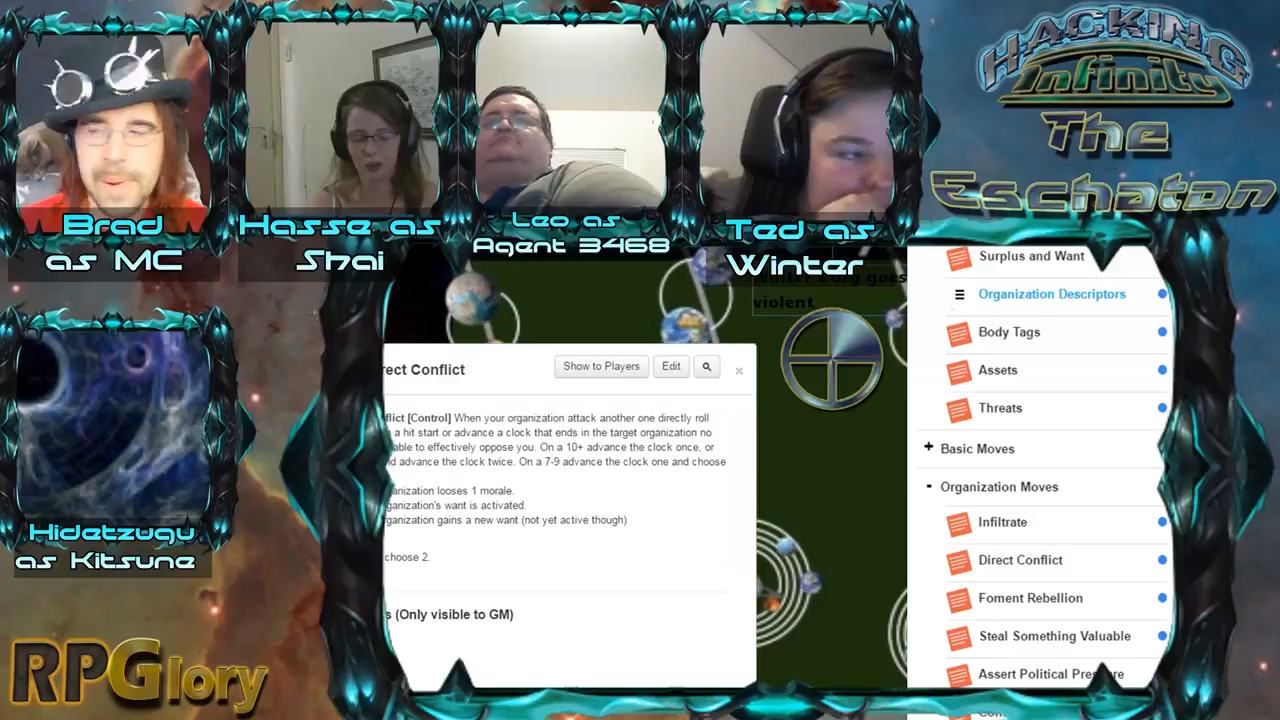 HACKING
Infinity
The
Eschaton
Brad
as MC
Hasse as
Shai
Leo as
Agent 3468
Ted as
Winter
Hidetzugu
as Kitsune
RPGlory
Winter's org goes
violent
rect Conflict
Show to Players
Edit
flict [Control] When your organization attack another one directly roll
a hit start or advance a clock that ends in the target organization no
able to effectively oppose you. On a 10+ advance the clock once, or
d advance the clock twice. On a 7-9 advance the clock one and choose
anization looses 1 morale.
ganization's want is activated.
ganization gains a new want (not yet active though)
choose 2.
s (Only visible to GM)
Surplus and Want
Organization Descriptors
Body Tags
Assets
Threats
+ Basic Moves
- Organization Moves
Infiltrate
Direct Conflict
Foment Rebellion
Steal Something Valuable
Assert Political Pressure